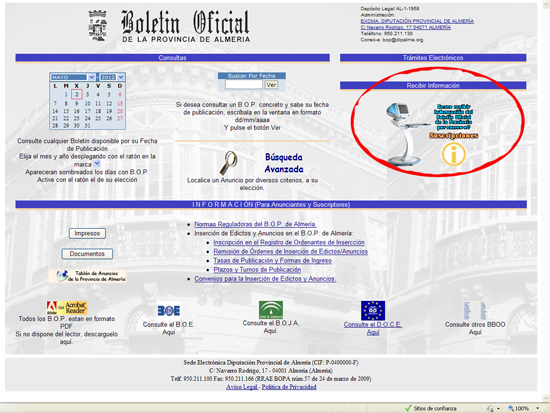 Boletín Oficial
DE LA PROVINCIA DE ALMERIA
Depósito Legal AL-1-1958
Administración:
EXCMA. DIPUTACIÓN PROVINCIAL DE ALMERÍA
C/ Navarro Rodrigo, 17 04071 ALMERÍA
Teléfono: 950.211.130
Correo-e: bop@dipalme.org
Consultas
Trámites Electrónicos
MAYO 2012
L M X J V S D
1 2 3 4 5 6
7 8 9 10 11 12 13
14 15 16 17 18 19 20
21 22 23 24 25 26 27
28 29 30 31
Consulte cualquier Boletín disponible por su Fecha
de Publicación
Elija el mes y año desplegando con el ratón en la
marca
Aparecerán sombreados los días con B.O.P.
Active con el ratón el de su elección
Buscar Por Fecha
Ver
Si desea consultar un B.O.P. concreto y sabe su fecha
de publicación, escríbala en la ventana en formato
dd/mm/aaaa
Y pulse el botón Ver
Búsqueda
Avanzada
Localice un Anuncio por diversos criterios, a su
elección.
Recibir Información
Desea recibir
información del
Boletín Oficial
de la Provincia
por correo-e?
Suscripciones
I N F O R M A C I Ó N (Para Anunciantes y Suscriptores)
Impresos
Documentos
Tablón de Anuncios
de la Provincia de Almería
Normas Reguladoras del B.O.P. de Almería.
Inserción de Edictos y Anuncios en el B.O.P. de Almería:
Inscripción en el Registro de Ordenantes de Insercción
Remisión de Órdenes de Inserción de Edictos/Anuncios
Tasas de Publicación y Formas de Ingreso
Plazos y Turnos de Publicación
Convenios para la Inserción de Edictos y Anuncios.
Get Acrobat
Reader
Adobe
Todos los B.O.P. están en formato
PDF
Si no dispone del lector, descarguelo
aquí.
BOE
Consulte el B.O.E.
Aquí.
Consulte el B.O.J.A.
Aquí.
Consulte el D.O.C.E.
Aquí
Consulte otros BBOO
Aquí
Sede Electrónica Diputación Provincial de Almería (CIF: P-0400000-F)
C/ Navarro Rodrigo, 17 - 04001 Almería (Almería)
Telf. 950.211.100 Fax: 950.211.166 (RRAE BOPA núm.57 de 24 de marzo de 2009)
Aviso Legal - Política de Privacidad
Sitios de confianza
100%